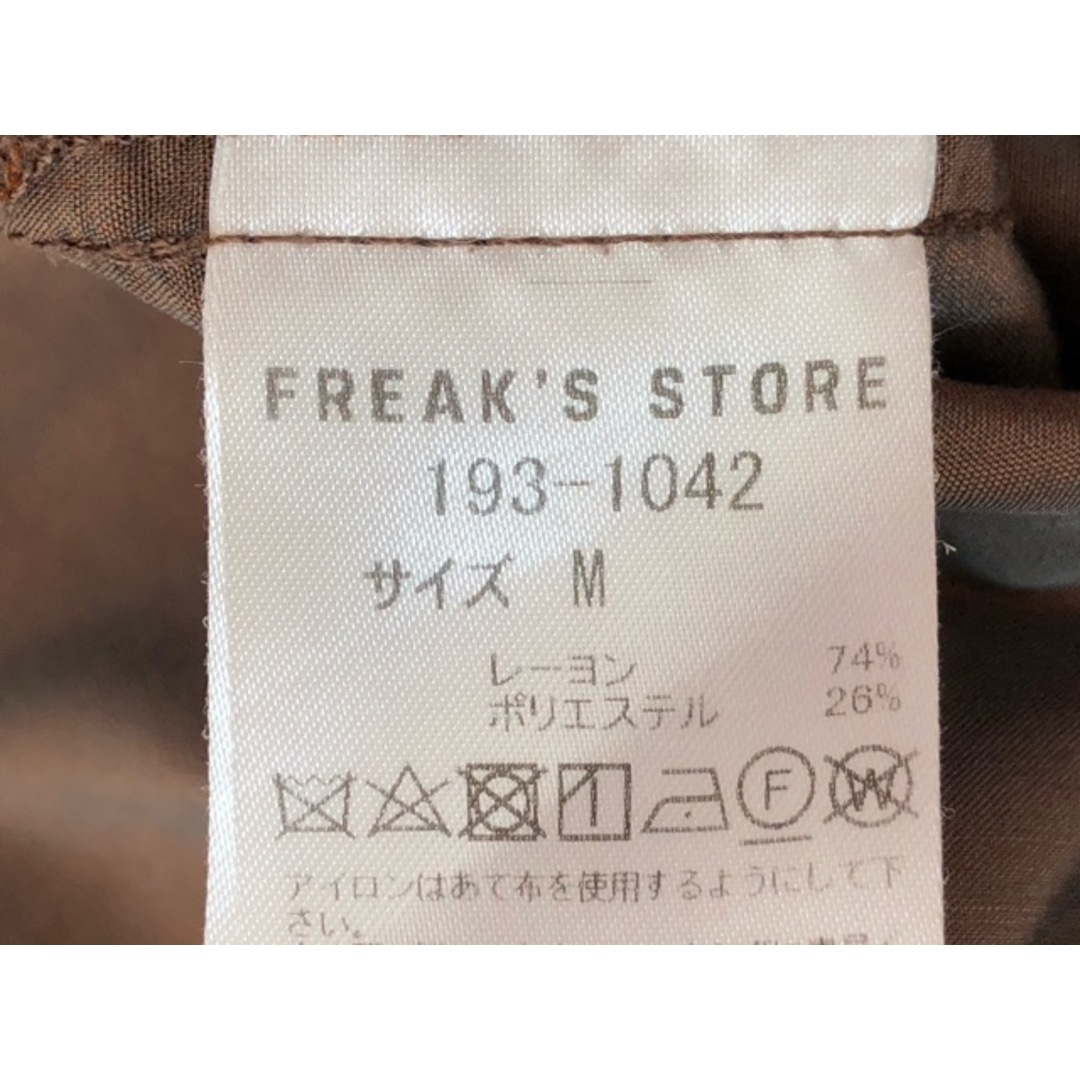 FREAK'S STORE
193-1042
サイズ M
レーヨン 74%
ポリエステル 26%
F W
アイロンはあて布を使用するようにして下
さい。